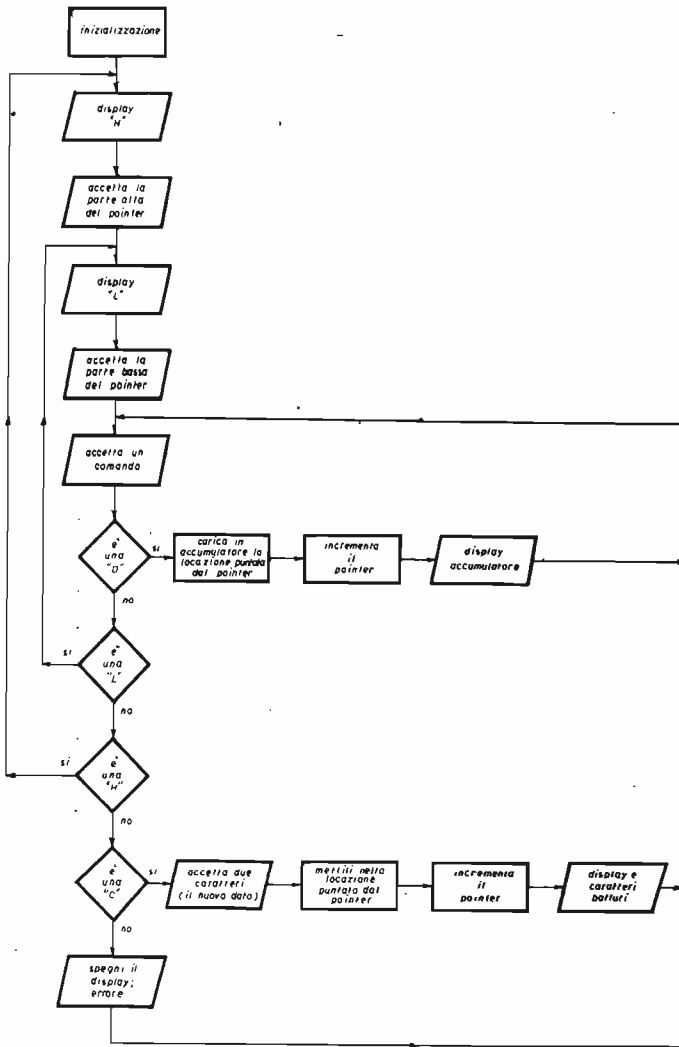 inizializzazione
display
"H"
accetta la
parte alta
del pointer
display
"L"
accetta la
parte bassa
del pointer
accetta un
comando
è
una
"D"
si
carica in
accumulatore la
locazione puntata
dal pointer
incrementa
il
pointer
display
accumulatore
no
è
una
"L"
si
no
è
una
"H"
si
no
è
una
"C"
si
accetta due
caratteri
(il nuovo dato)
mettili nella
locazione
puntata dal
pointer
incrementa
il
pointer
display e
caratteri
battuti
no
spegni il
display;
errore